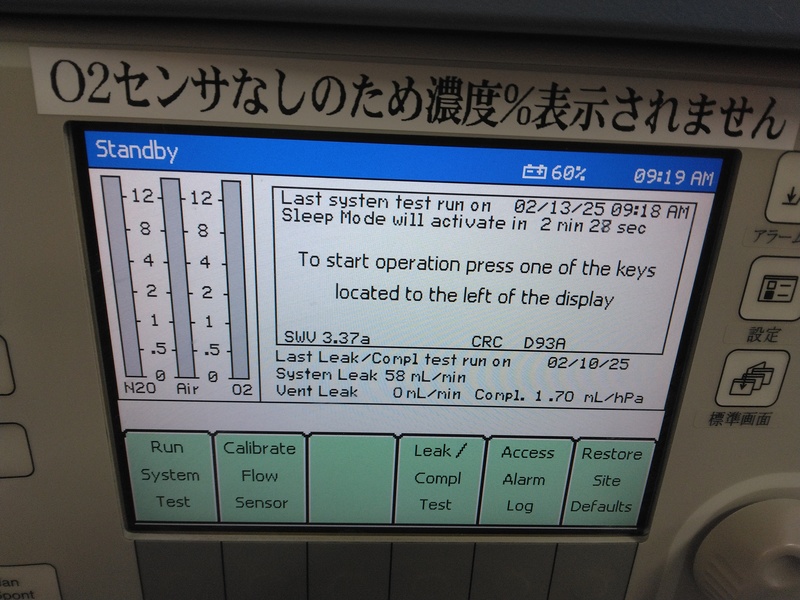 O2センサなしのため濃度%表示されません
Standby
60%
09:19 AM
12 12
8 8
4 4
2 2
1 1
.5 .5
0 0
N2O Air O2
Last system test run on 02/13/25 09:18 AM
Sleep Mode will activate in 2 min 28 sec
To start operation press one of the keys
located to the left of the display
SWV 3.37a CRC D93A
Last Leak/Compl test run on 02/10/25
System Leak 58 mL/min
Vent Leak 0 mL/min Compl. 1.70 mL/hPa
Run
System
Test
Calibrate
Flow
Sensor
Leak/
Compl
Test
Access
Alarm
Log
Restore
Site
Defaults
アラーム
設定
標準画面